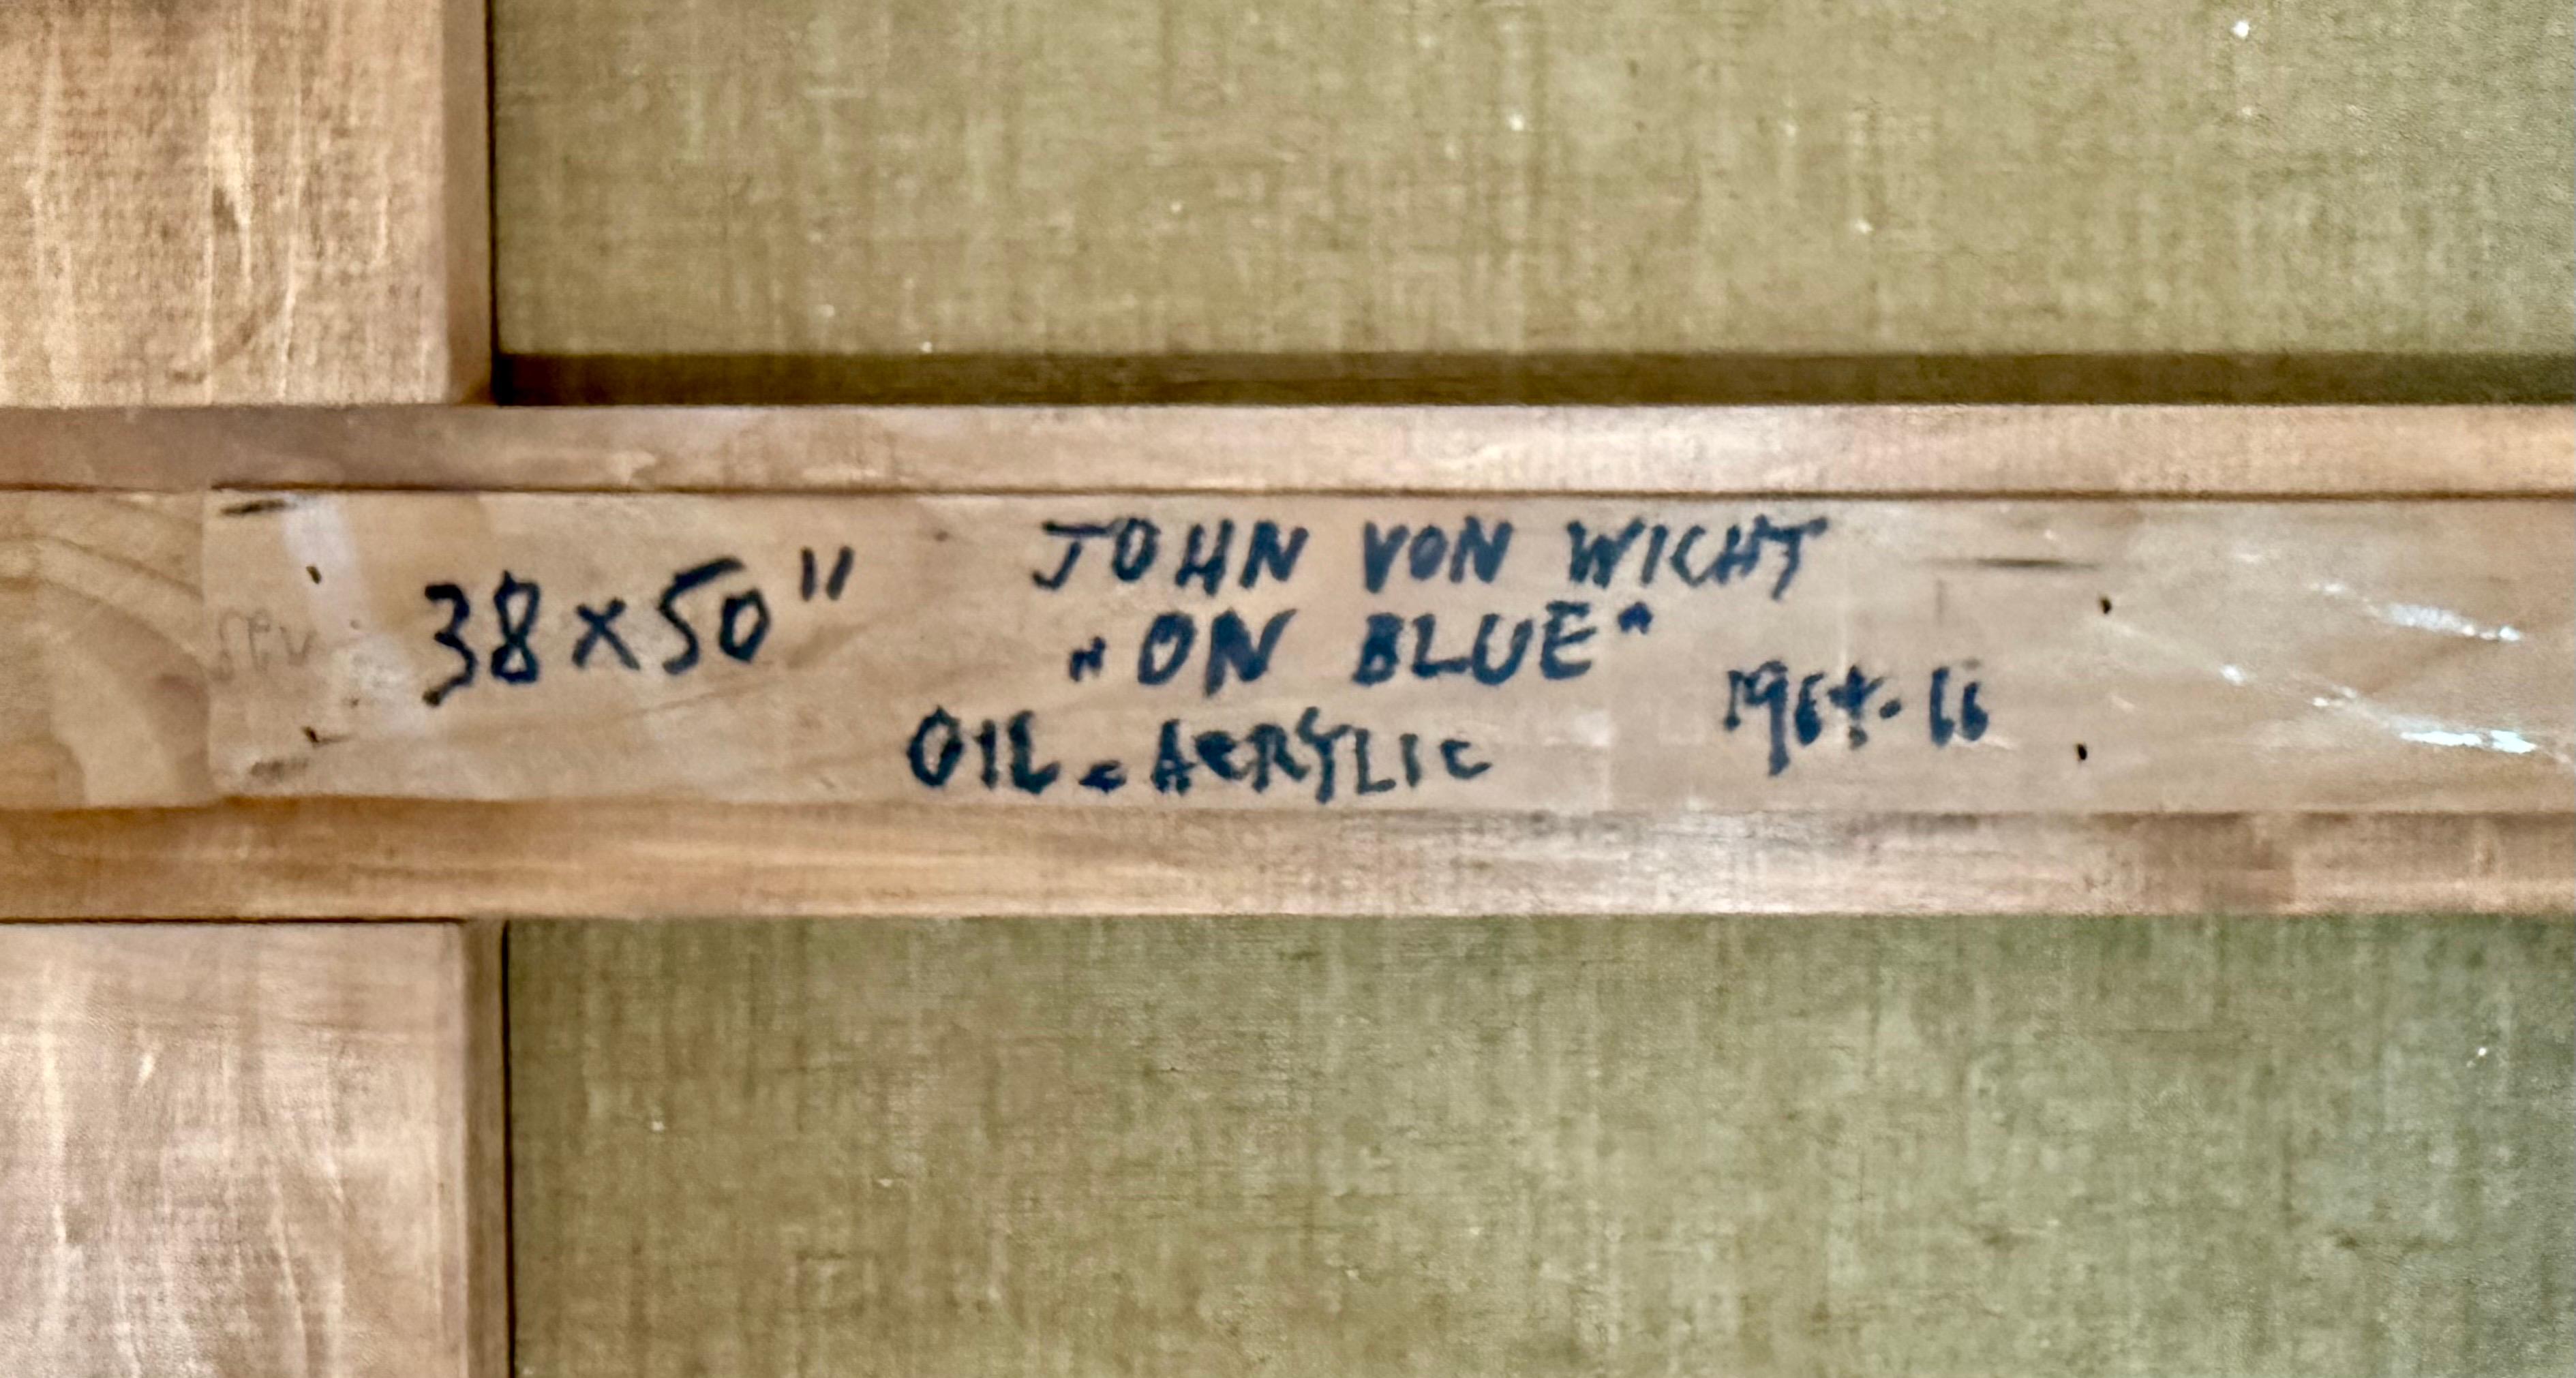 38 x 50"
JOHN VON WICHT
"ON BLUE"
OIL - ACRYLIC
1964-66